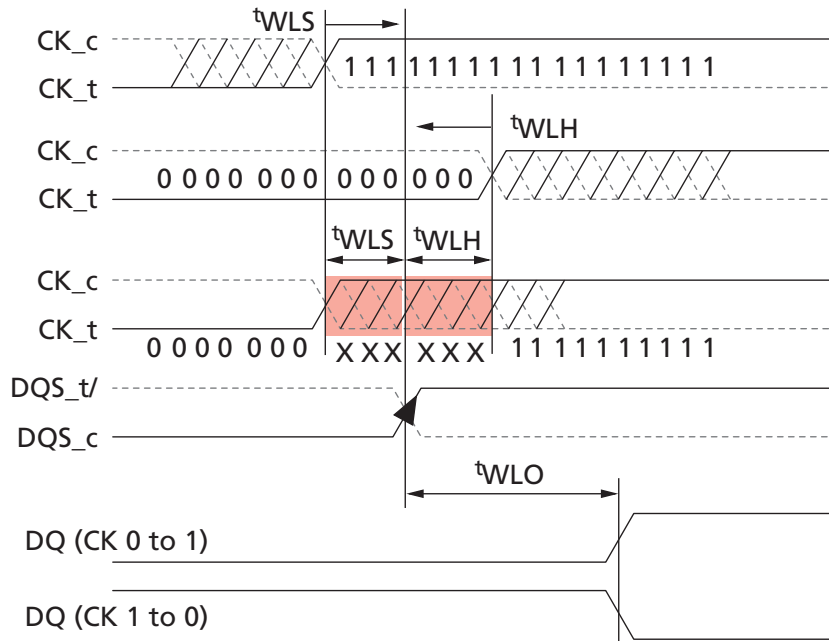 tWLS
CK_c
1 1 1 1 1 1 1 1 1 1 1 1 1 1 1 1 1
CK_t
tWLH
CK_c
0 0 0 0 0 0 0 0 0 0 0 0 0
CK_t
tWLS tWLH
CK_c
CK_t
0 0 0 0 0 0 0 X X X X X X 1 1 1 1 1 1 1 1 1
DQS_t/
DQS_c
tWLO
DQ (CK 0 to 1)
DQ (CK 1 to 0)